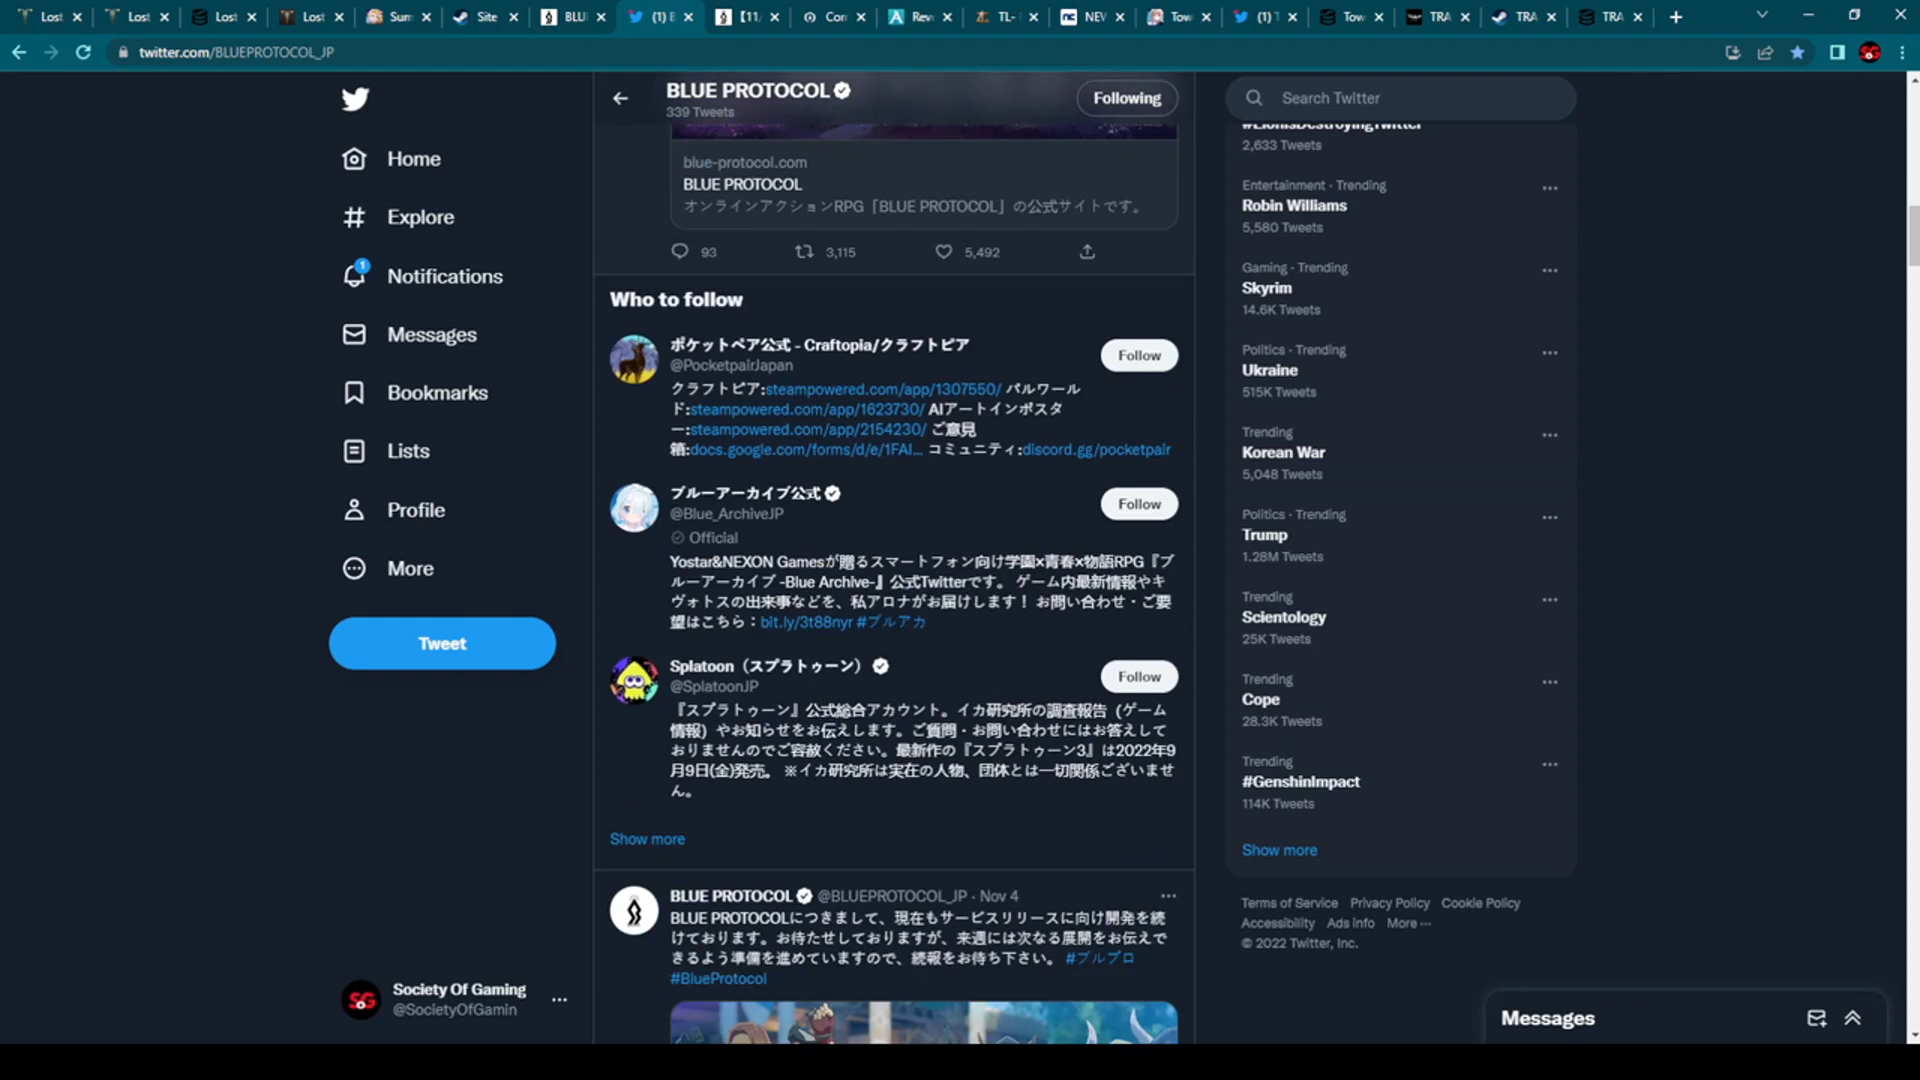 Lost
Lost
Lost
Lost
Sum
Site
BLU
(1) E
【11/
Con
Rev
TL-
NEV
Tow
(1) T
Tow
TRA
TRA
TRA
twitter.com/BLUEPROTOCOL_JP
Home
Explore
1
Notifications
Messages
Bookmarks
Lists
Profile
More
Tweet
Society Of Gaming
@SocietyOfGamin
BLUE PROTOCOL
339 Tweets
Following
blue-protocol.com
BLUE PROTOCOL
オンラインアクションRPG「BLUE PROTOCOL」の公式サイトです。
93
3,115
5,492
Who to follow
ポケットペア公式 - Craftopia/クラフトピア
@PocketpairJapan
Follow
クラフトピア:steampowered.com/app/1307550/ パルワール
ド:steampowered.com/app/1623730/ AIアートインポスタ
ー:steampowered.com/app/2154230/ ご意見
箱:docs.google.com/forms/d/e/1FAI... コミュニティ:discord.gg/pocketpair
ブルーアーカイブ公式
@Blue_ArchiveJP
Follow
Official
Yostar&NEXON Gamesが贈るスマートフォン向け学園×青春×物語RPG『ブ
ルーアーカイブ -Blue Archive-』公式Twitterです。 ゲーム内最新情報やキ
ヴォトスの出来事などを、私アロナがお届けします！ お問い合わせ・ご要
望はこちら：bit.ly/3t88nyr #ブルアカ
Splatoon（スプラトゥーン）
@SplatoonJP
Follow
『スプラトゥーン』公式総合アカウント。イカ研究所の調査報告（ゲーム
情報）やお知らせをお伝えします。ご質問・お問い合わせにはお答えして
おりませんのでご容赦ください。最新作の『スプラトゥーン3』は2022年9
月9日(金)発売。 ※イカ研究所は実在の人物、団体とは一切関係ございませ
ん。
Show more
BLUE PROTOCOL @BLUEPROTOCOL_JP · Nov 4
BLUE PROTOCOLにつきまして、現在もサービスリリースに向け開発を続
けております。お待たせしておりますが、来週には次なる展開をお伝えで
きるよう準備を進めていますので、続報をお待ち下さい。 #ブルプロ
#BlueProtocol
Search Twitter
#ElonIsDestroyingTwitter
2,633 Tweets
Entertainment · Trending
Robin Williams
5,580 Tweets
Gaming · Trending
Skyrim
14.6K Tweets
Politics · Trending
Ukraine
515K Tweets
Trending
Korean War
5,048 Tweets
Politics · Trending
Trump
1.28M Tweets
Trending
Scientology
25K Tweets
Trending
Cope
28.3K Tweets
Trending
#GenshinImpact
114K Tweets
Show more
Terms of Service Privacy Policy Cookie Policy
Accessibility Ads info More ···
© 2022 Twitter, Inc.
Messages